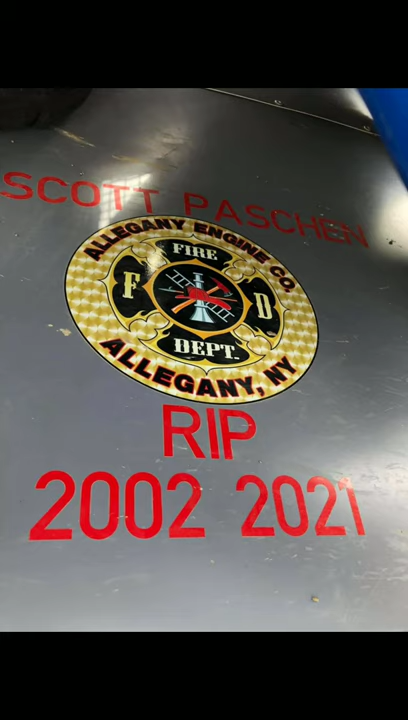 SCOTT PASCHEN
ALLEGANY ENGINE CO.
FIRE
F D
DEPT.
ALLEGANY, NY
RIP
2002 2021